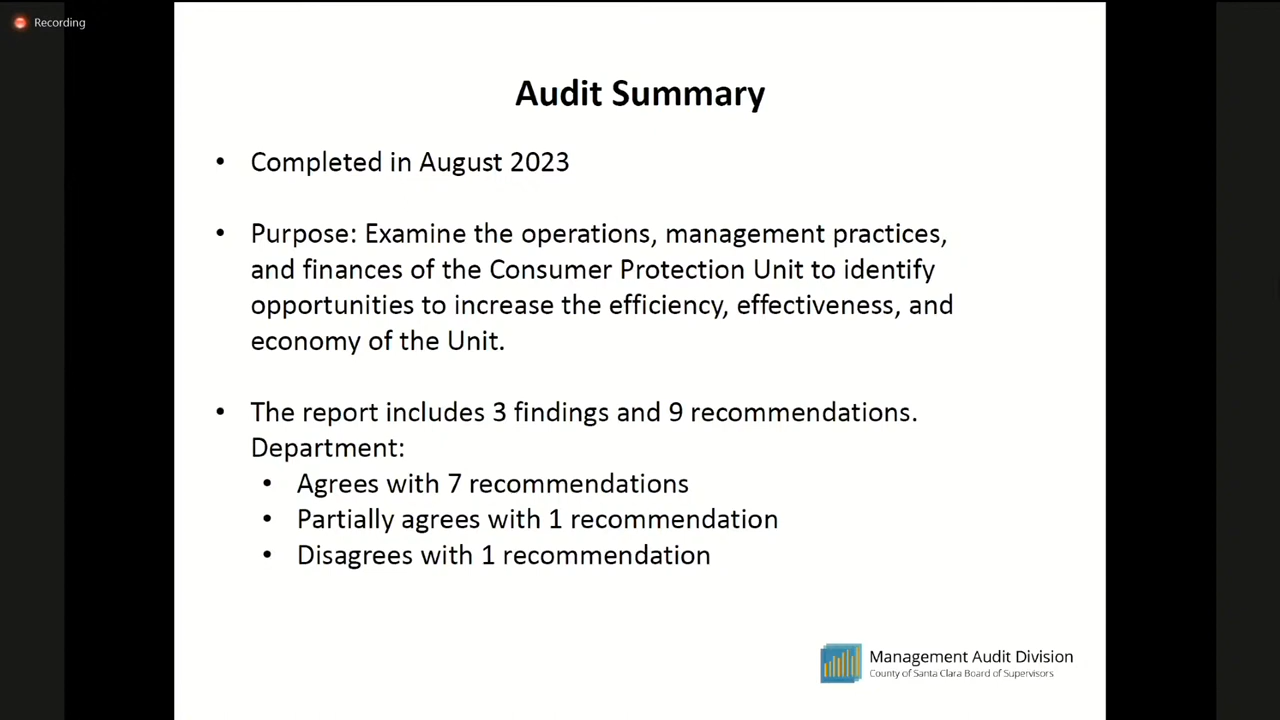 Recording
Audit Summary
• Completed in August 2023
• Purpose: Examine the operations, management practices,
and finances of the Consumer Protection Unit to identify
opportunities to increase the efficiency, effectiveness, and
economy of the Unit.
• The report includes 3 findings and 9 recommendations.
Department:
• Agrees with 7 recommendations
• Partially agrees with 1 recommendation
• Disagrees with 1 recommendation
Management Audit Division
County of Santa Clara Board of Supervisors